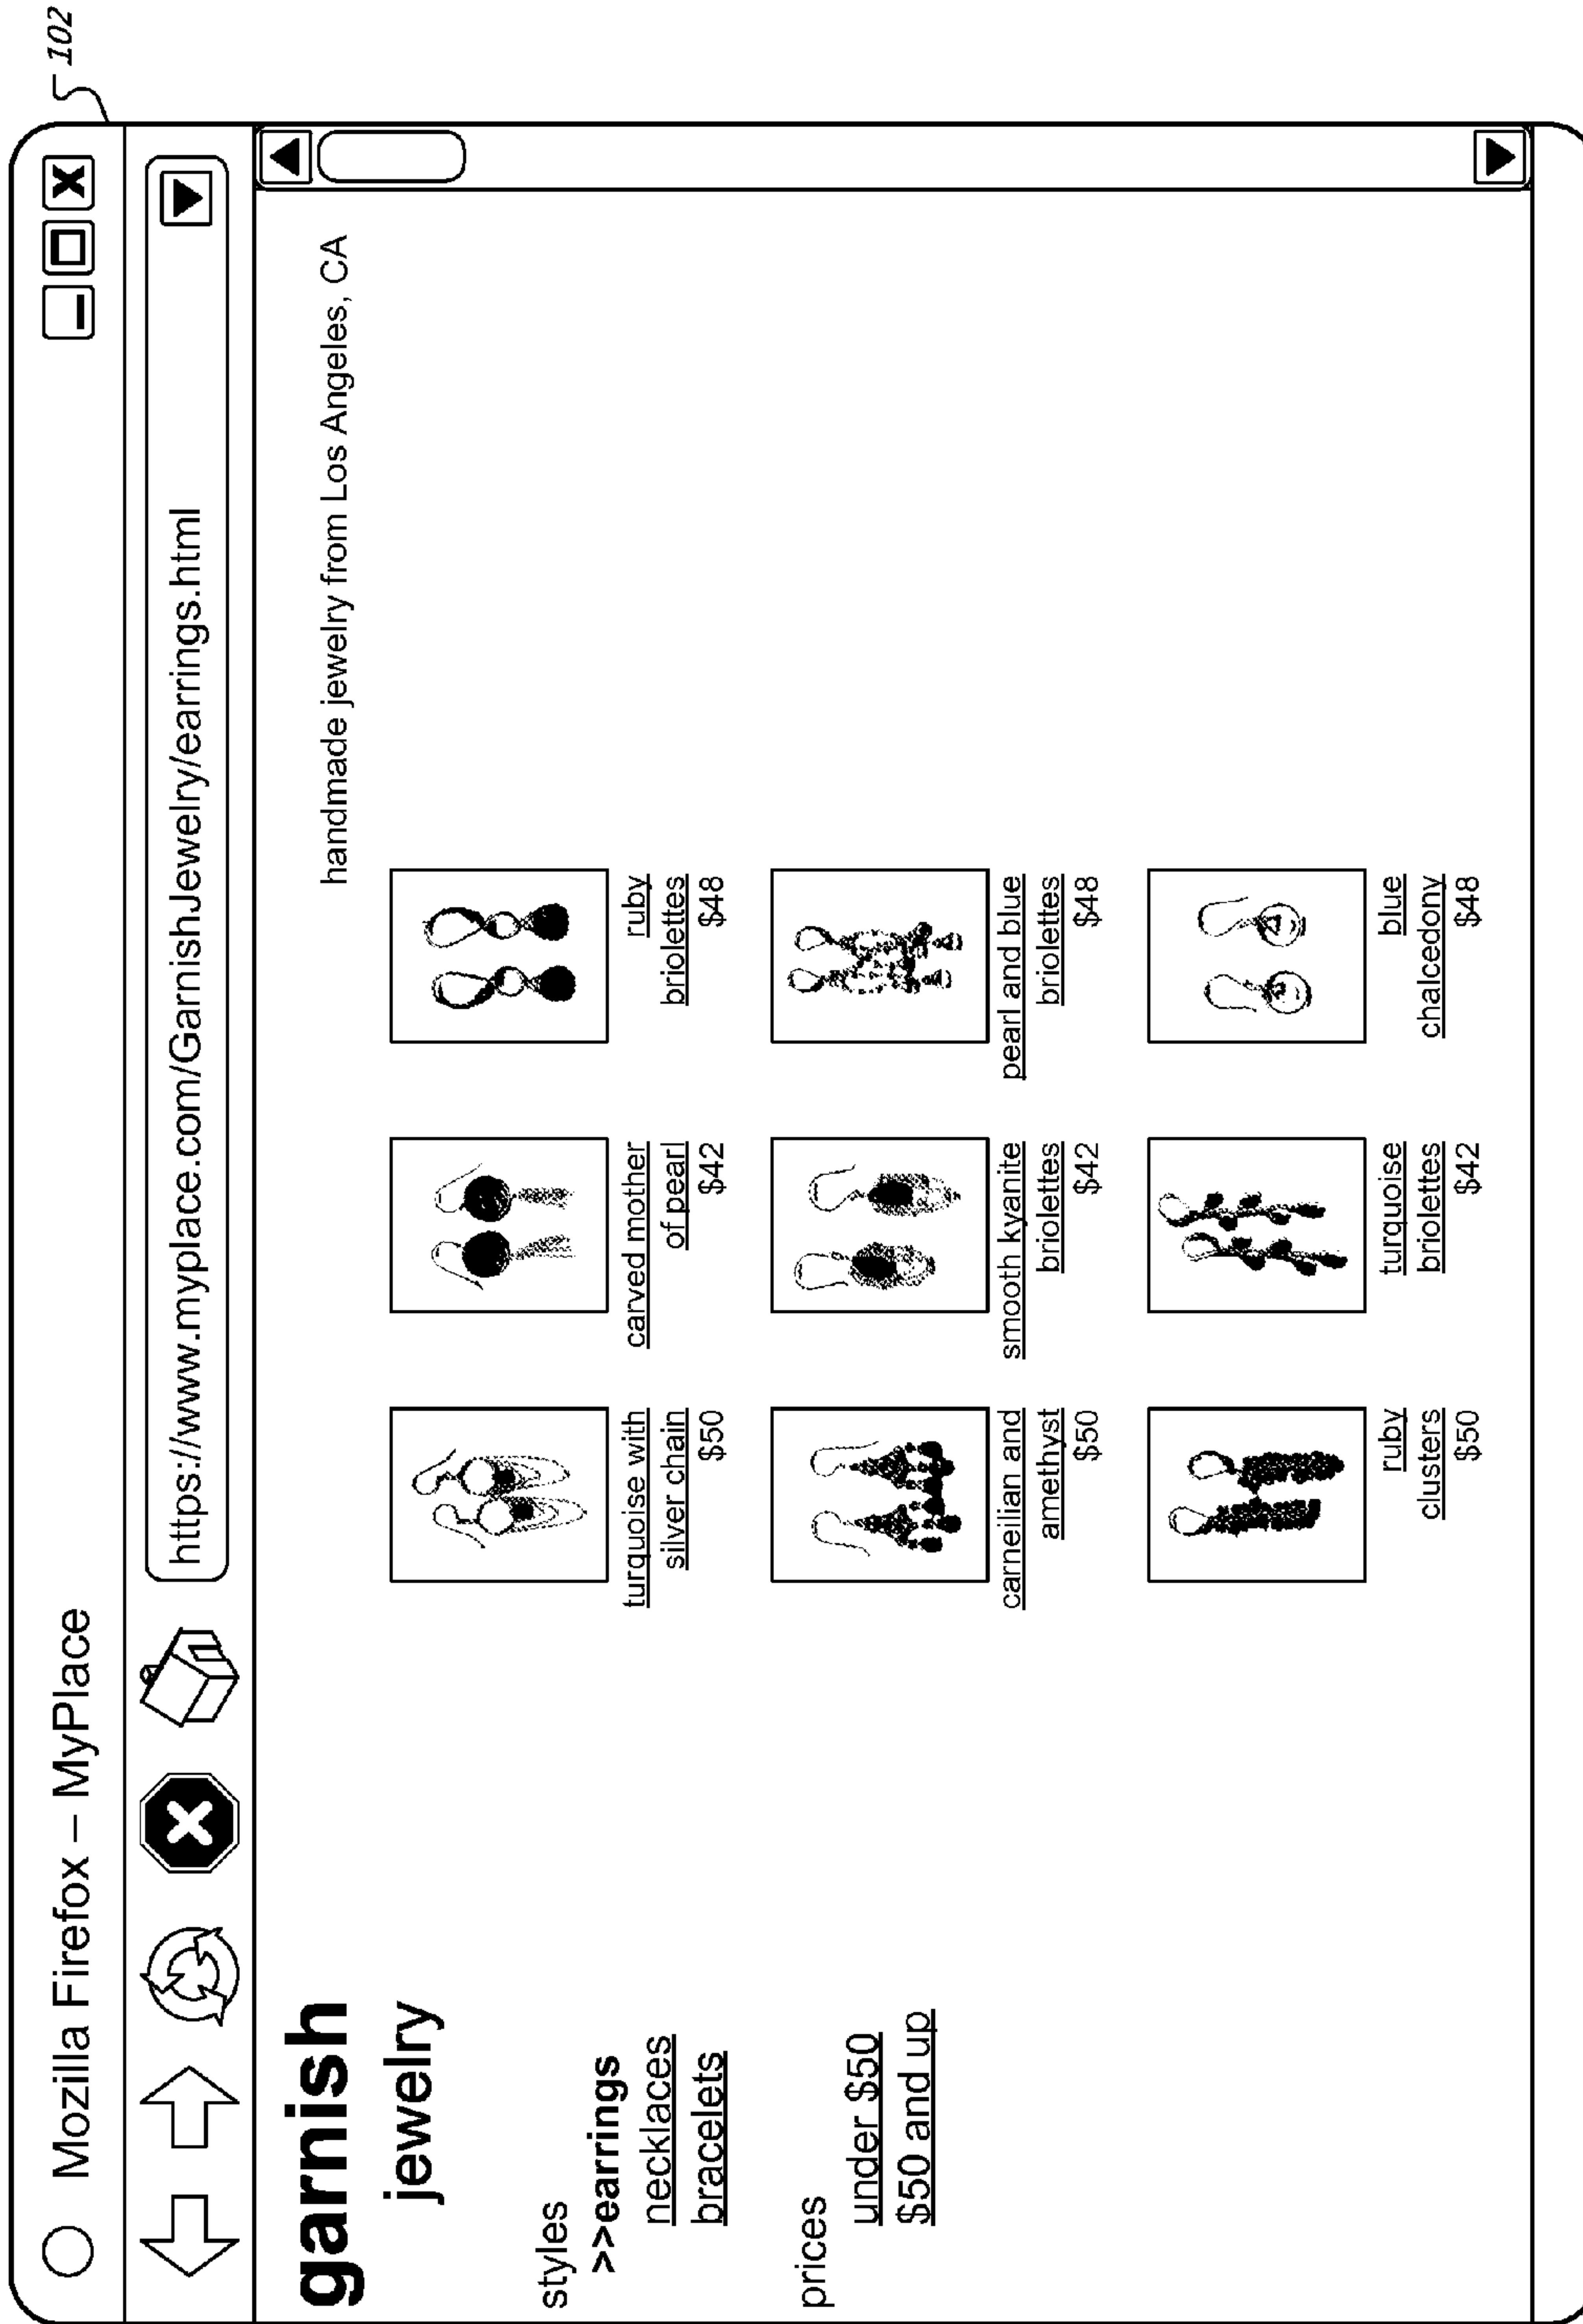 102
Mozilla Firefox – MyPlace
https://www.myplace.com/GarnishJewelry/earrings.html
garnish
jewelry
handmade jewelry from Los Angeles, CA
styles
>>earrings
necklaces
bracelets
prices
under $50
$50 and up
turquoise with
silver chain
$50
carved mother
of pearl
$42
ruby
briolettes
$48
carneilian and
amethyst
$50
smooth kyanite
briolettes
$42
pearl and blue
briolettes
$48
ruby
clusters
$50
turquoise
briolettes
$42
blue
chalcedony
$48